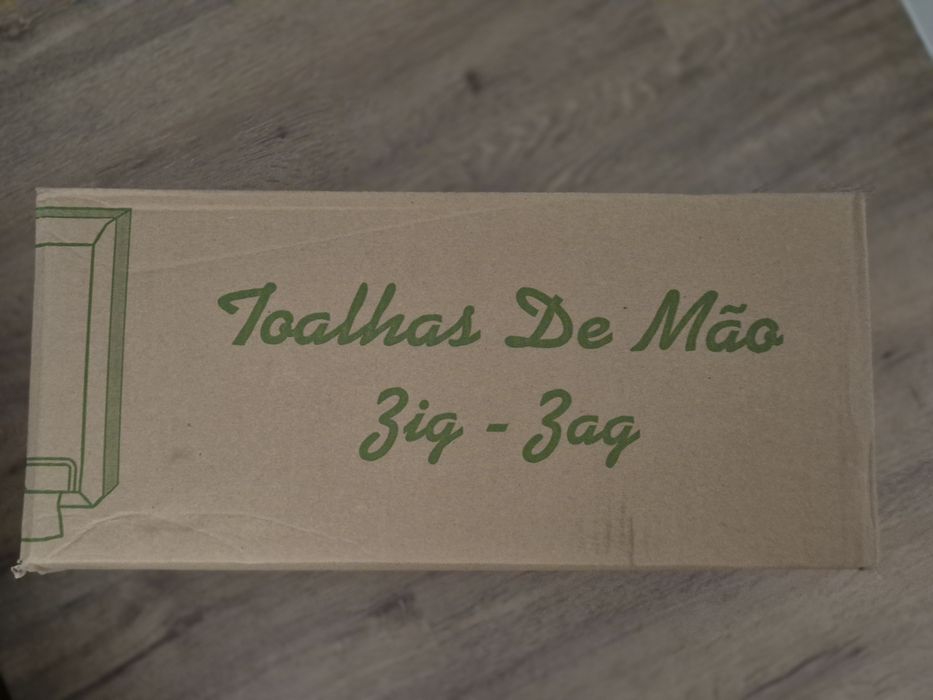 Toalhas De Mão
Zig - Zag